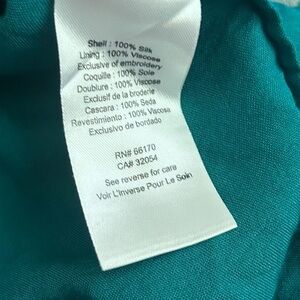 Shell : 100% Silk
Lining : 100% Viscose
Exclusive of embroidery
Coquille : 100% Soie
Doublure : 100% Viscose
Exclusif de la broderie
Cascara : 100% Seda
Revestimiento : 100% Viscosa
Exclusivo de bordado
RN# 66170
CA# 32054
See reverse for care
Voir L'Inverse Pour Le Soin